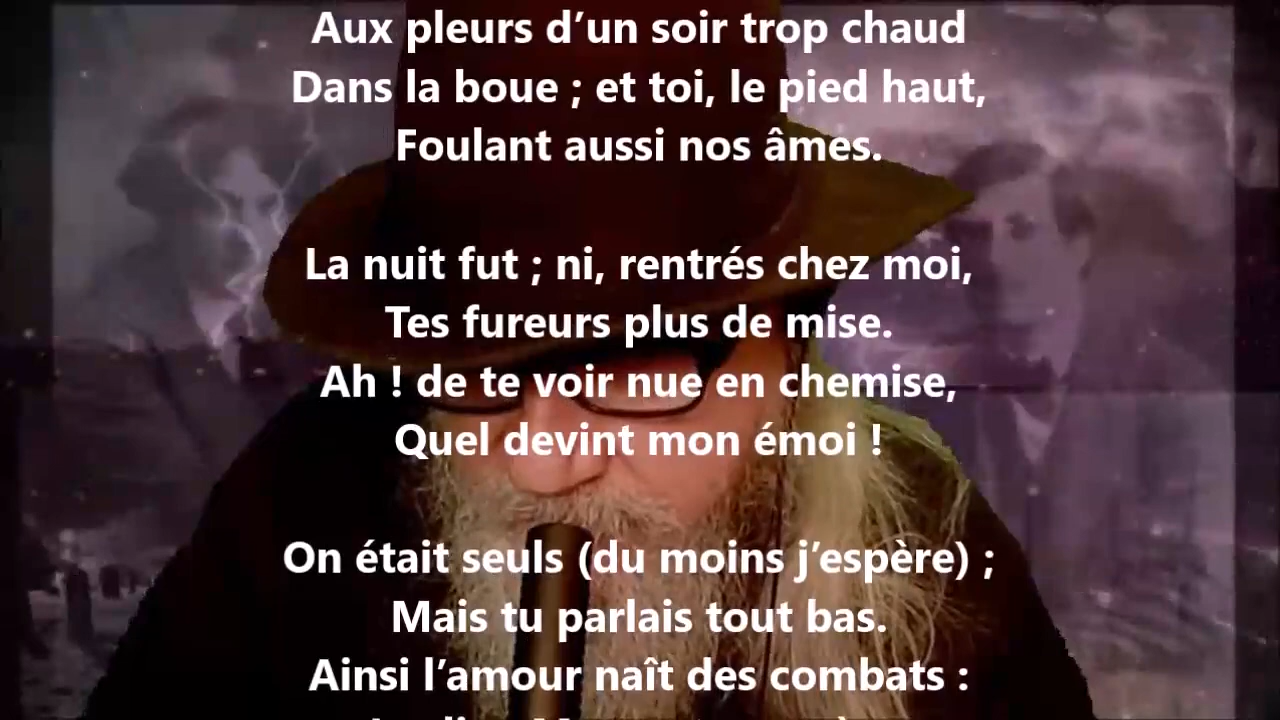 Aux pleurs d’un soir trop chaud
Dans la boue ; et toi, le pied haut,
Foulant aussi nos âmes.
La nuit fut ; ni, rentrés chez moi,
Tes fureurs plus de mise.
Ah ! de te voir nue en chemise,
Quel devint mon émoi !
On était seuls (du moins j’espère) ;
Mais tu parlais tout bas.
Ainsi l’amour naît des combats :